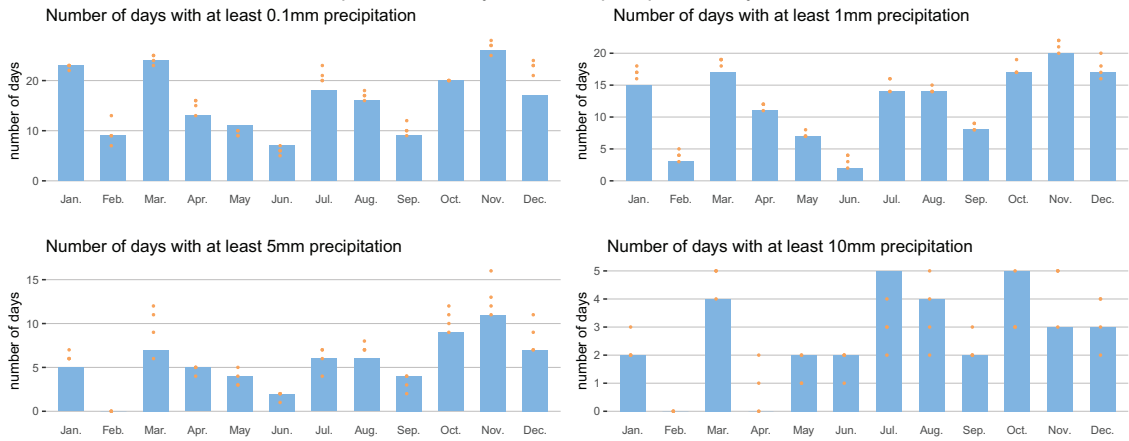 Number of days with at least 0.1mm precipitation
number of days
20
10
0
Jan. Feb. Mar. Apr. May Jun. Jul. Aug. Sep. Oct. Nov. Dec.
Number of days with at least 1mm precipitation
number of days
20
15
10
5
0
Jan. Feb. Mar. Apr. May Jun. Jul. Aug. Sep. Oct. Nov. Dec.
Number of days with at least 5mm precipitation
number of days
15
10
5
0
Jan. Feb. Mar. Apr. May Jun. Jul. Aug. Sep. Oct. Nov. Dec.
Number of days with at least 10mm precipitation
number of days
5
4
3
2
1
0
Jan. Feb. Mar. Apr. May Jun. Jul. Aug. Sep. Oct. Nov. Dec.